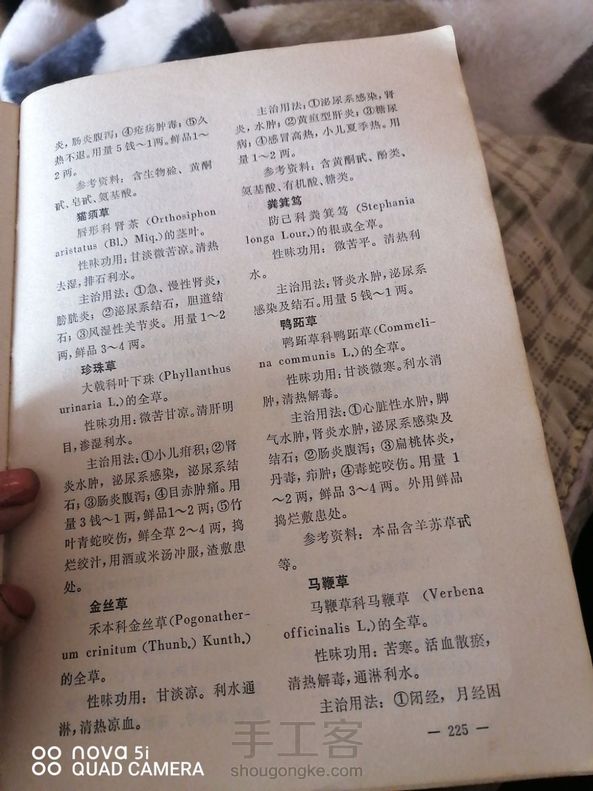 炎，肠炎腹泻；④疮疡肿毒；⑤久
热不退。用量5钱～1两。鲜品1～
2两。
参考资料：含生物硷、黄酮
甙、皂甙、氨基酸。
猫须草
唇形科肾茶 (Orthosiphon
aristatus (Bl.) Miq.)的茎叶。
性味功用：甘淡微苦凉。清热
去湿，排石利水。
主治用法：①急、慢性肾炎，
膀胱炎；②泌尿系结石，胆道结
石；③风湿性关节炎。用量1～2
两，鲜品3～4两。
珍珠草
大戟科叶下珠 (Phyllanthus
urinaria L.)的全草。
性味功用：微苦甘凉。清肝明
目，渗湿利水。
主治用法：①小儿疳积；②肾
炎水肿，泌尿系感染，泌尿系结
石；③肠炎腹泻；④目赤肿痛。用
量3钱～1两，鲜品1～2两；⑤竹
叶青蛇咬伤，鲜全草2～4两，捣
烂绞汁，用酒或米汤冲服，渣敷患
处。
金丝草
禾本科金丝草(Pogonather-
um crinitum (Thunb.) Kunth.)
的全草。
性味功用：甘淡凉。利水通
淋，清热凉血。
主治用法：①泌尿系感染，肾
炎，水肿；②黄疸型肝炎；③糖尿
病；④感冒高热，小儿夏季热。用
量1～2两。
参考资料：含黄酮甙、酚类、
氨基酸、有机酸、糖类。
粪箕笃
防己科粪箕笃 (Stephania
longa Lour.)的根或全草。
性味功用：微苦平。清热利
水。
主治用法：肾炎水肿，泌尿系
感染及结石。用量5钱～1两。
鸭跖草
鸭跖草科鸭跖草(Commeli-
na communis L.)的全草。
性味功用：甘淡微寒。利水消
肿，清热解毒。
主治用法：①心脏性水肿，脚
气水肿，肾炎水肿，泌尿系感染及
结石；②肠炎腹泻；③扁桃体炎，
丹毒，疖肿；④毒蛇咬伤。用量1
～2两，鲜品3～4两。外用鲜品
捣烂敷患处。
参考资料：本品含羊苏草甙
等。
马鞭草
马鞭草科马鞭草 (Verbena
officinalis L.)的全草。
性味功用：苦寒。活血散瘀，
清热解毒，通淋利水。
主治用法：①闭经，月经困
— 225 —
nova 5i
QUAD CAMERA
手工客
shougongke.com